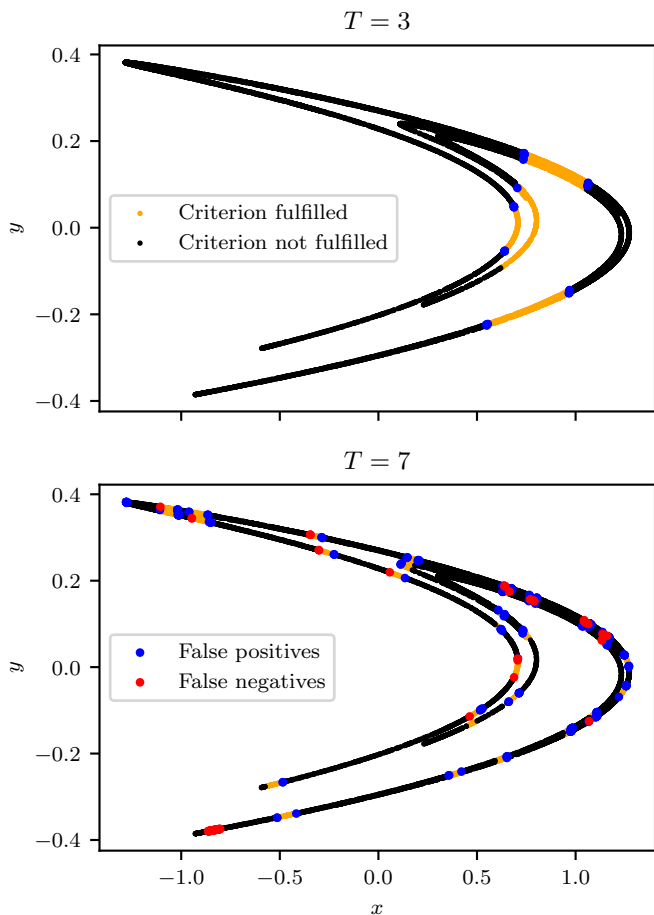 T = 3
0.4
0.2
0.0
−0.2
−0.4
y
Criterion fulfilled
Criterion not fulfilled
T = 7
0.4
0.2
0.0
−0.2
−0.4
y
False positives
False negatives
−1.0
−0.5
0.0
0.5
1.0
x